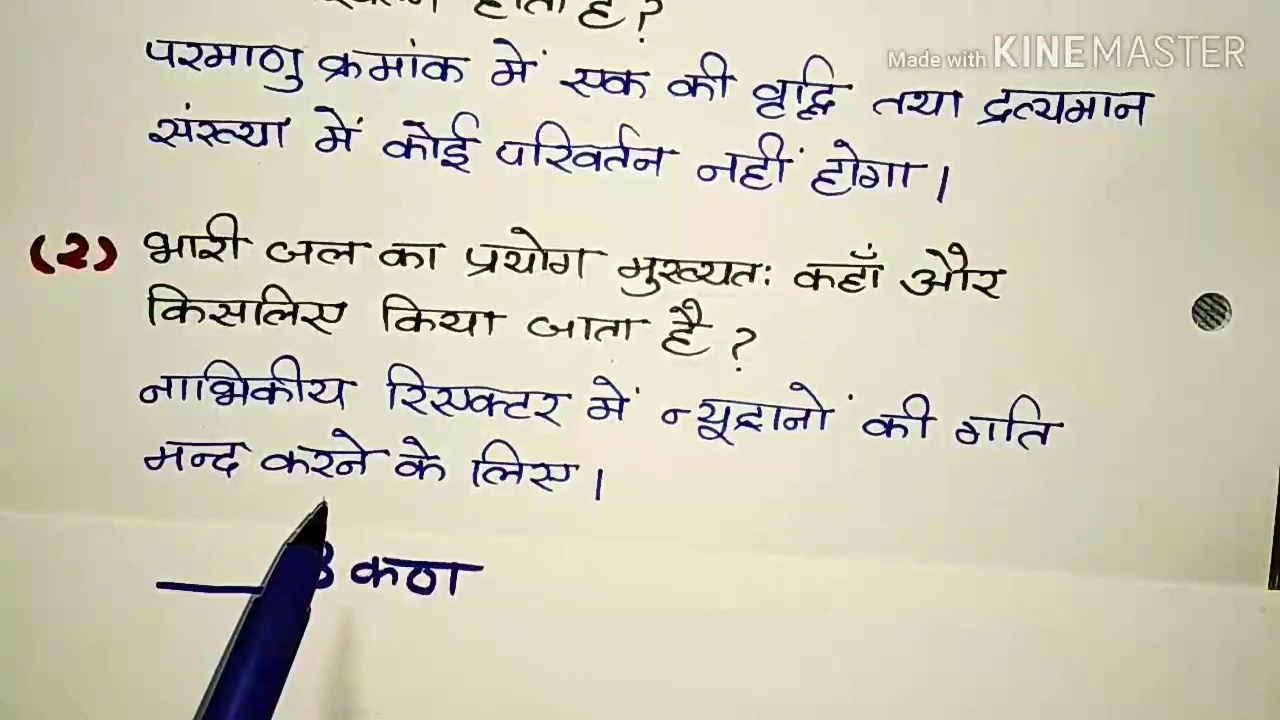 होता है?
Made with KINEMASTER
परमाणु क्रमांक में एक की वृद्धि तथा द्रव्यमान
संख्या में कोई परिवर्तन नहीं होगा।
(2) भारी जल का प्रयोग मुख्यतः कहाँ और
किसलिए किया जाता है?
नाभिकीय रिएक्टर में न्यूट्रानों की गति
मन्द करने के लिए।
कण